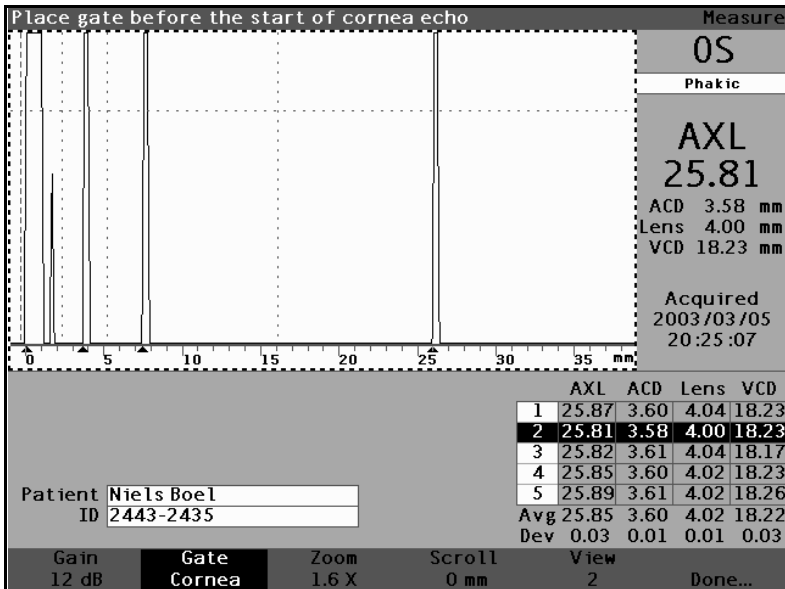 Place gate before the start of cornea echo Measure
OS
Phakic
AXL
25.81
ACD 3.58 mm
Lens 4.00 mm
VCD 18.23 mm
Acquired
2003/03/05
20:25:07
0 5 10 15 20 25 30 35 mm
AXL ACD Lens VCD
1 25.87 3.60 4.04 18.23
2 25.81 3.58 4.00 18.23
3 25.82 3.61 4.04 18.17
4 25.85 3.60 4.02 18.23
5 25.89 3.61 4.02 18.26
Avg 25.85 3.60 4.02 18.22
Dev 0.03 0.01 0.01 0.03
Patient Niels Boel
ID 2443-2435
Gain Gate Zoom Scroll View
12 dB Cornea 1.6 X 0 mm 2 Done...